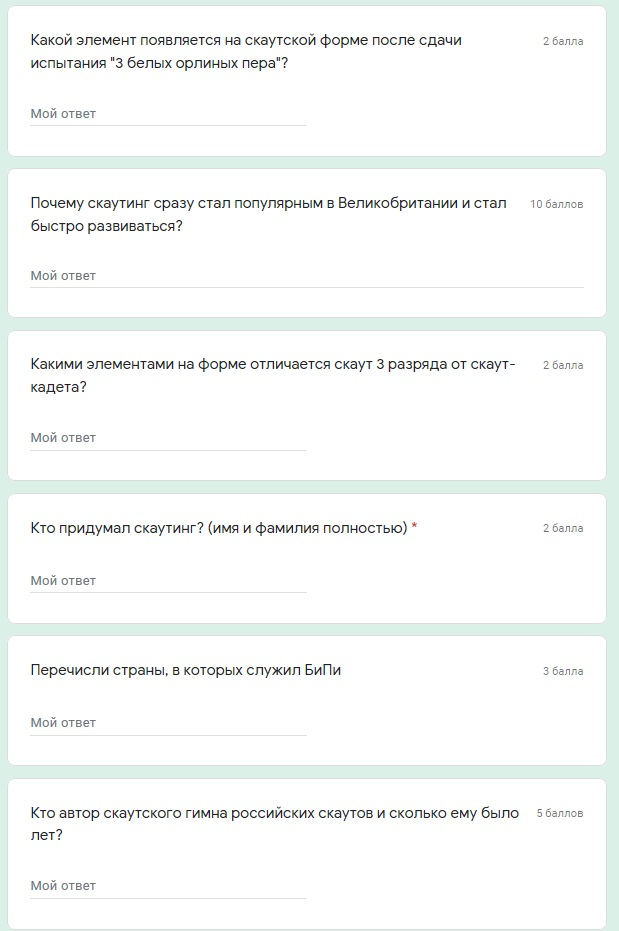 Какой элемент появляется на скаутской форме после сдачи
испытания "3 белых орлиных пера"?
2 балла
Мой ответ
Почему скаутинг сразу стал популярным в Великобритании и стал
быстро развиваться?
10 баллов
Мой ответ
Какими элементами на форме отличается скаут 3 разряда от скаут-
кадета?
2 балла
Мой ответ
Кто придумал скаутинг? (имя и фамилия полностью) *
2 балла
Мой ответ
Перечисли страны, в которых служил БиПи
3 балла
Мой ответ
Кто автор скаутского гимна российских скаутов и сколько ему было
лет?
5 баллов
Мой ответ